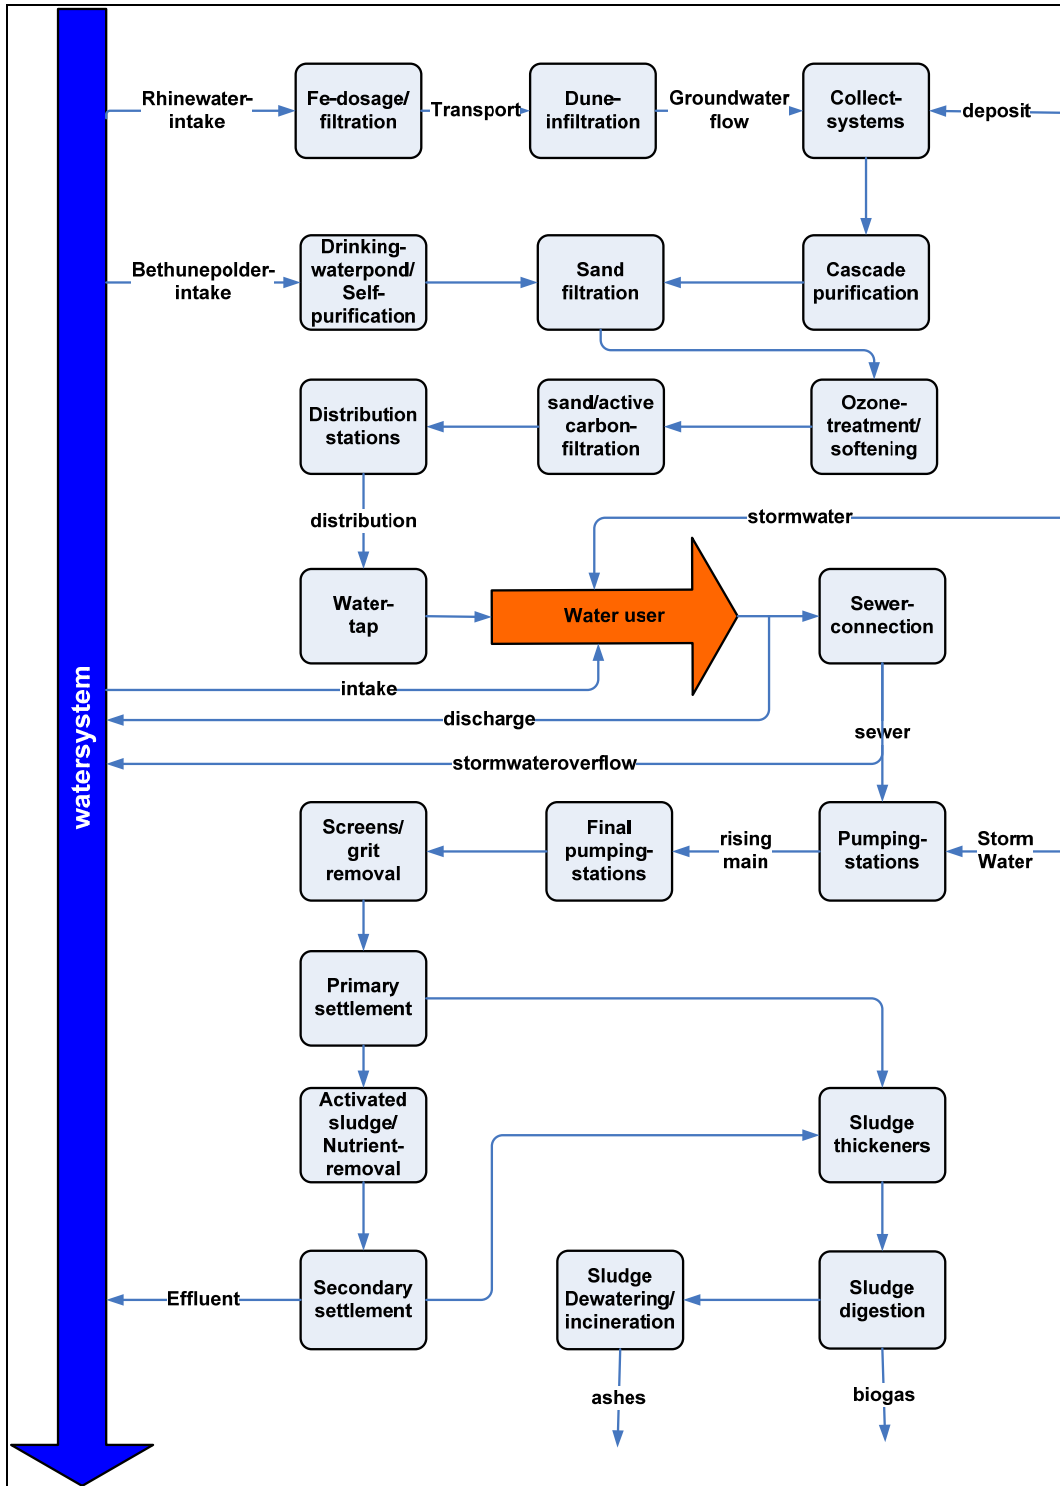 Rhinewater-
intake
Fe-dosage/
filtration
Transport
Dune-
infiltration
Groundwater
flow
Collect-
systems
deposit
Bethunepolder-
intake
Drinking-
waterpond/
Self-
purification
Sand
filtration
Cascade
purification
Distribution
stations
sand/active
carbon-
filtration
Ozone-
treatment/
softening
distribution
stormwater
Water-
tap
Water user
Sewer-
connection
intake
discharge
sewer
stormwateroverflow
watersystem
Screens/
grit
removal
Final
pumping-
stations
rising
main
Pumping-
stations
Storm
Water
Primary
settlement
Activated
sludge/
Nutrient-
removal
Sludge
thickeners
Effluent
Secondary
settlement
Sludge
Dewatering/
incineration
Sludge
digestion
ashes
biogas